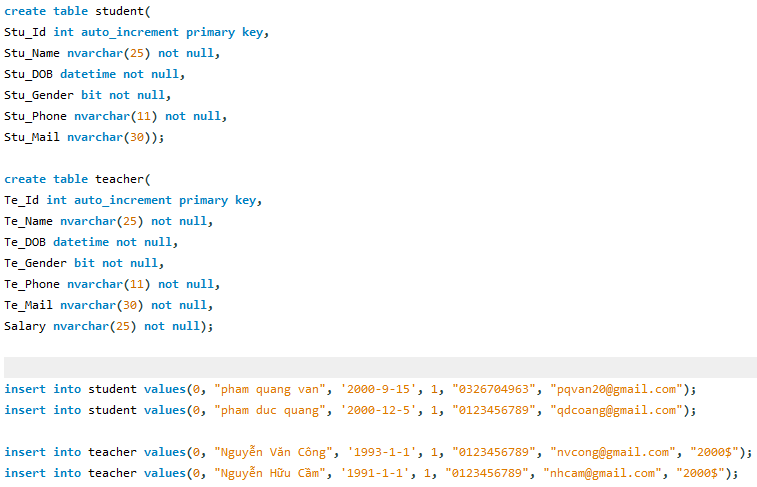 create table student(
Stu_Id int auto_increment primary key,
Stu_Name nvarchar(25) not null,
Stu_DOB datetime not null,
Stu_Gender bit not null,
Stu_Phone nvarchar(11) not null,
Stu_Mail nvarchar(30));
create table teacher(
Te_Id int auto_increment primary key,
Te_Name nvarchar(25) not null,
Te_DOB datetime not null,
Te_Gender bit not null,
Te_Phone nvarchar(11) not null,
Te_Mail nvarchar(30) not null,
Salary nvarchar(25) not null);
insert into student values(0, "pham quang van", '2000-9-15', 1, "0326704963", "pqvan20@gmail.com");
insert into student values(0, "pham duc quang", '2000-12-5', 1, "0123456789", "qdcoang@gmail.com");
insert into teacher values(0, "Nguyễn Văn Công", '1993-1-1', 1, "0123456789", "nvcong@gmail.com", "2000$");
insert into teacher values(0, "Nguyễn Hữu Cầm", '1991-1-1', 1, "0123456789", "nhcam@gmail.com", "2000$");